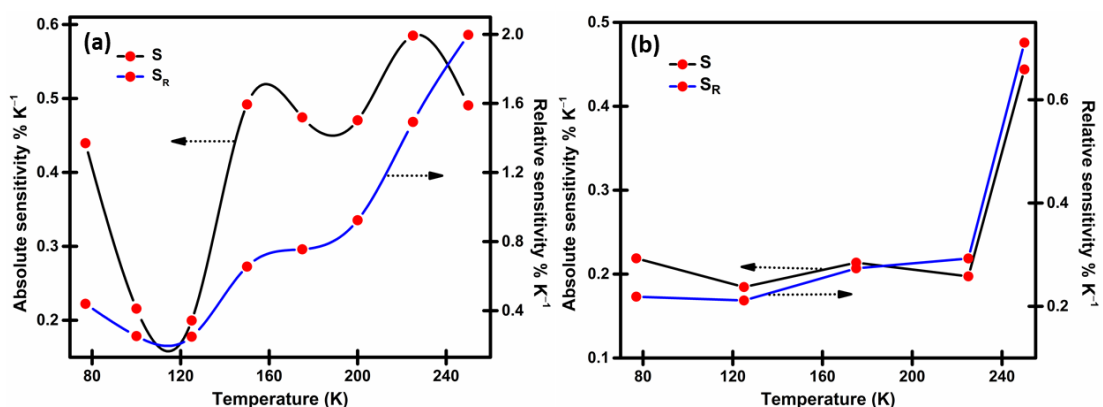 (a)
S
S_R
0.6
0.5
0.4
0.3
0.2
Absolute sensitivity % K⁻¹
2.0
1.6
1.2
0.8
0.4
Relative sensitivity % K⁻¹
80 120 160 200 240
Temperature (K)
(b)
S
S_R
0.5
0.4
0.3
0.2
0.1
Absolute sensitivity % K⁻¹
0.6
0.4
0.2
Relative sensitivity % K⁻¹
80 120 160 200 240
Temperature (K)